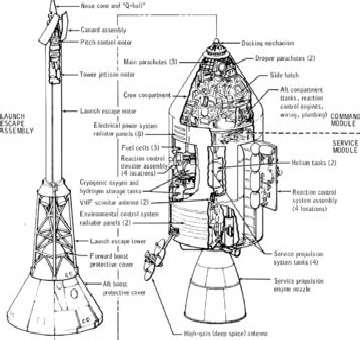 Nose cone and "Q-ball"
Canard assembly
Pitch control motor
Tower jettison motor
Launch escape motor
LAUNCH
ESCAPE
ASSEMBLY
Launch escape tower
Forward boost
protective cover
Aft boost
protective cover
Docking mechanism
Drogue parachutes (2)
Main parachutes (3)
Side hatch
Crew compartment
Aft compartment
(tanks, reaction
control engines,
wiring, plumbing)
COMMAND
MODULE
SERVICE
MODULE
Electrical power system
radiator panels (8)
Fuel cells (3)
Reaction control
thruster assembly
(4 locations)
Cryogenic oxygen and
hydrogen storage tanks
VHF scimitar antenna (2)
Environmental control system
radiator panels (2)
Helium tanks (2)
Reaction control
system assembly
(4 locations)
Service propulsion
system tanks (4)
Service propulsion
engine nozzle
High-gain (deep space) antenna